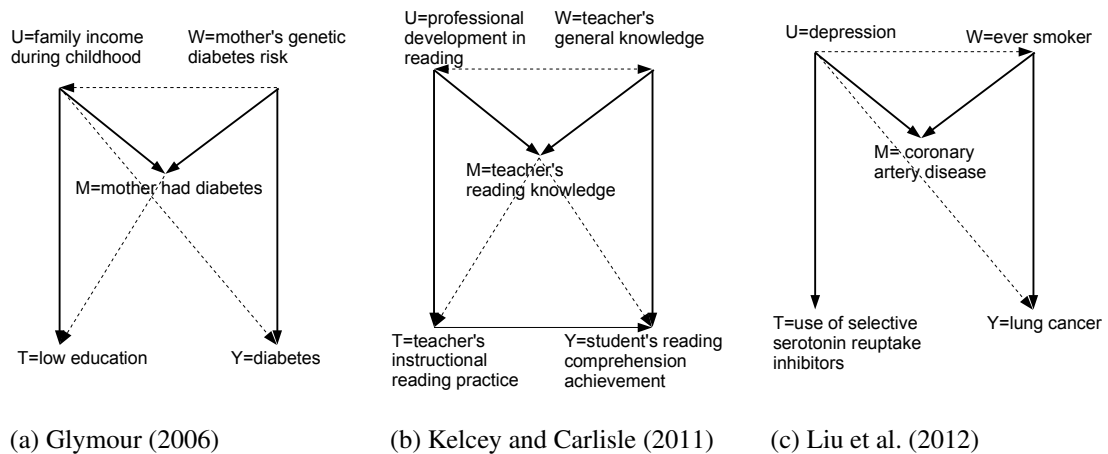 U=family income
during childhood
W=mother's genetic
diabetes risk
M=mother had diabetes
T=low education
Y=diabetes
(a) Glymour (2006)
U=professional
development in
reading
W=teacher's
general knowledge
M=teacher's
reading knowledge
T=teacher's
instructional
reading practice
Y=student's reading
comprehension
achievement
(b) Kelcey and Carlisle (2011)
U=depression
W=ever smoker
M= coronary
artery disease
T=use of selective
serotonin reuptake
inhibitors
Y=lung cancer
(c) Liu et al. (2012)